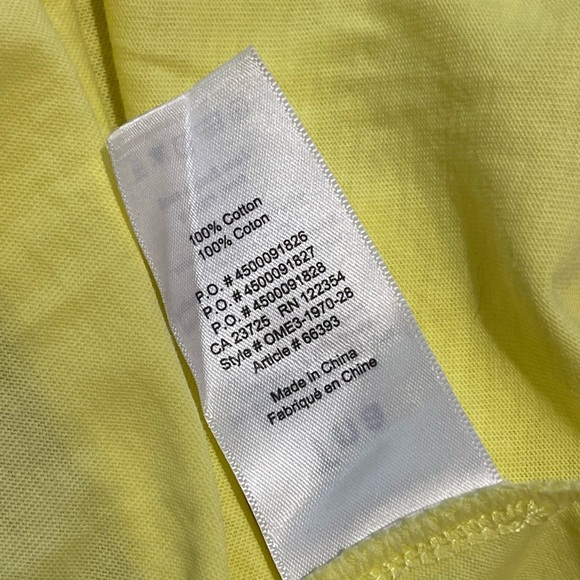 100% Cotton
100% Coton
P.O. # 4500091826
P.O. # 4500091827
P.O. # 4500091828
CA 23725 RN 122354
Style # OME3-1970-28
Article # 66393
Made in China
Fabriqué en Chine